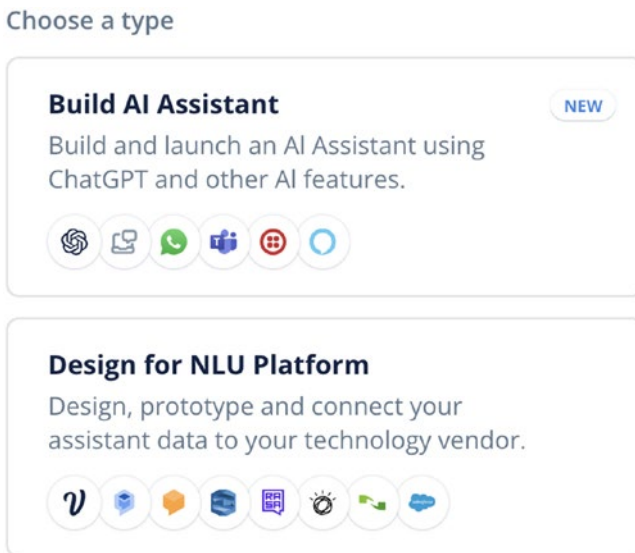 Choose a type
Build AI Assistant
NEW
Build and launch an AI Assistant using
ChatGPT and other AI features.
Design for NLU Platform
Design, prototype and connect your
assistant data to your technology vendor.
RASA